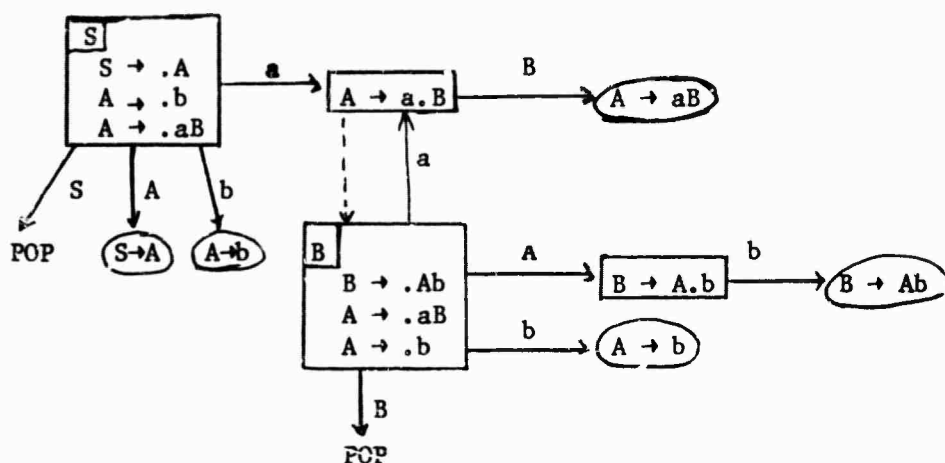 S
S → .A
A → .b
A → .aB
a
A → a.B
B
A → aB
a
S
A
b
POP
S→A
A→b
B
B → .Ab
A → .aB
A → .b
A
B → A.b
b
B → Ab
b
A → b
B
POP